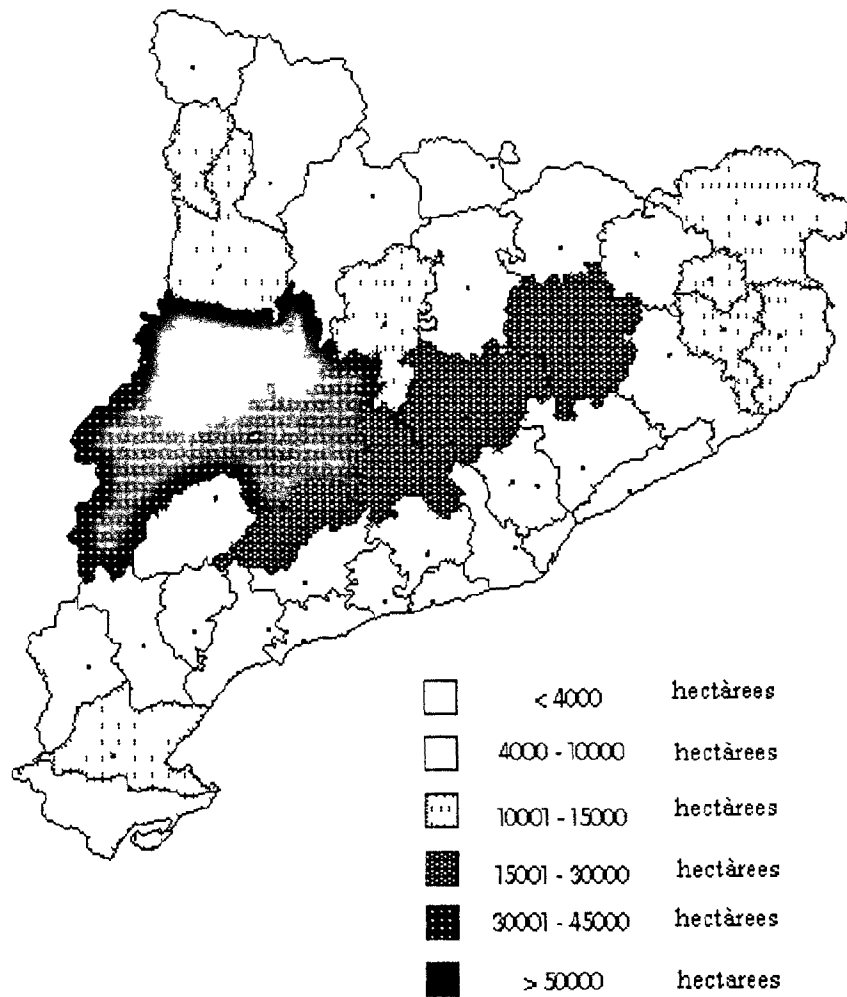 < 4000 hectàrees
4000 - 10000 hectàrees
10001 - 15000 hectàrees
15001 - 30000 hectàrees
30001 - 45000 hectàrees
> 50000 hectarees